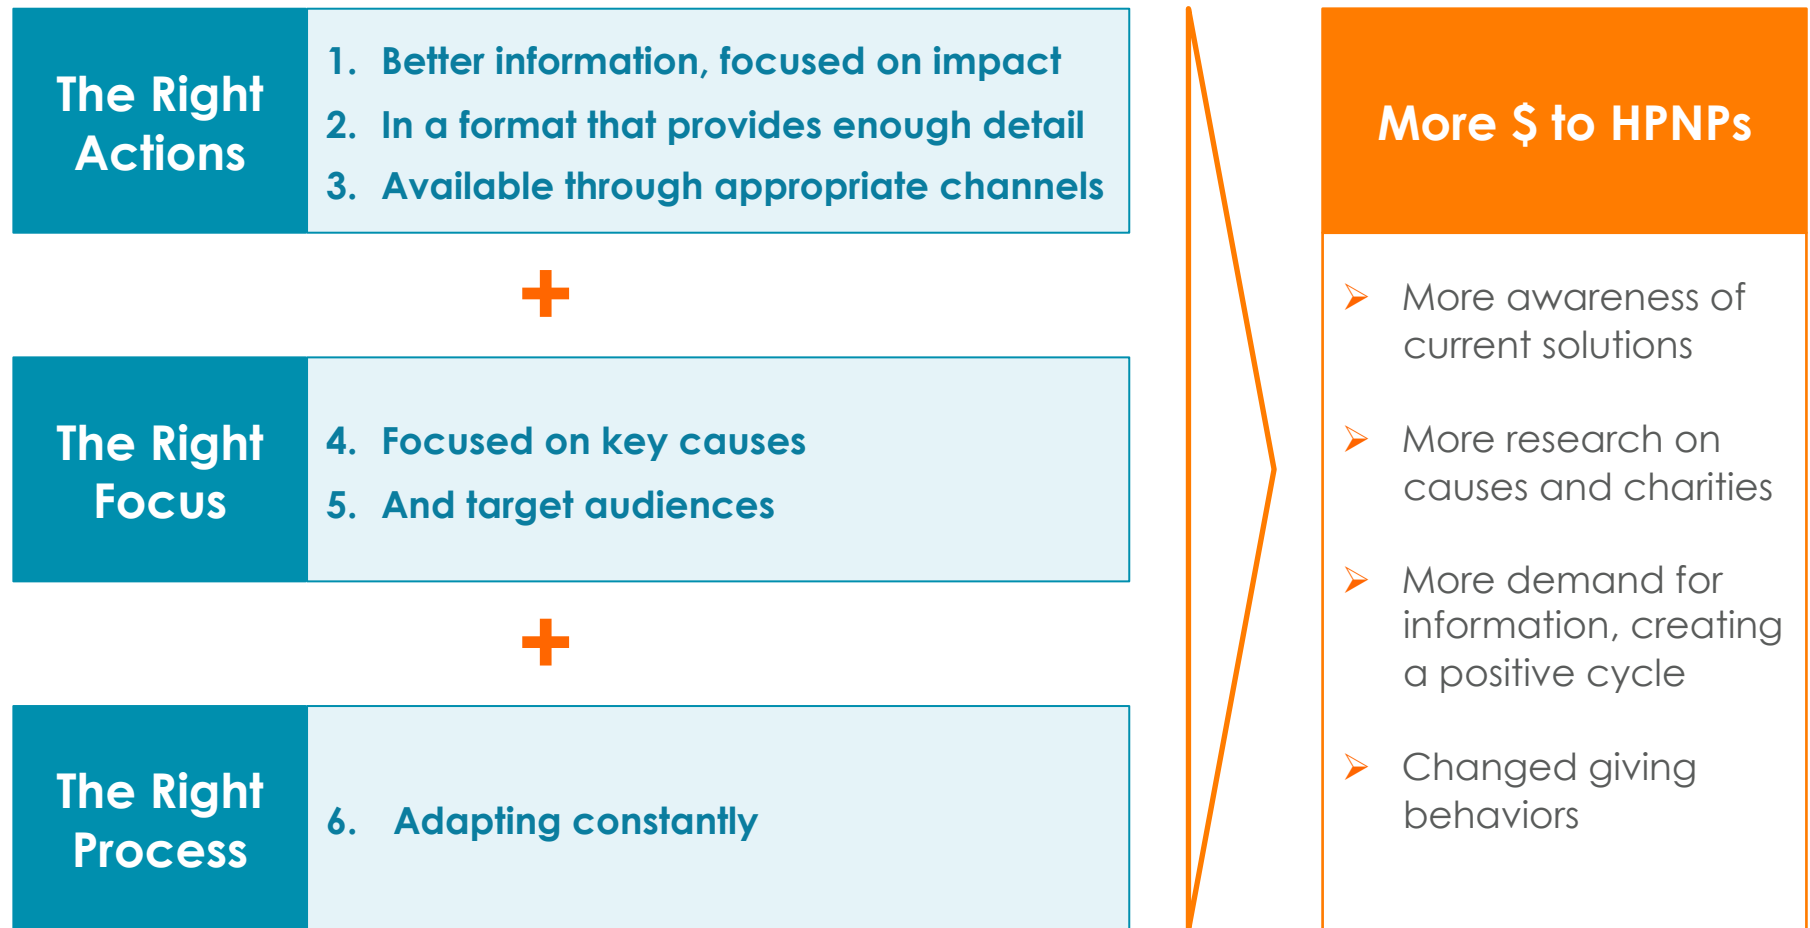 The Right
Actions
1. Better information, focused on impact
2. In a format that provides enough detail
3. Available through appropriate channels
+
The Right
Focus
4. Focused on key causes
5. And target audiences
+
The Right
Process
6. Adapting constantly
More $ to HPNPs
➢ More awareness of
current solutions
➢ More research on
causes and charities
➢ More demand for
information, creating
a positive cycle
➢ Changed giving
behaviors